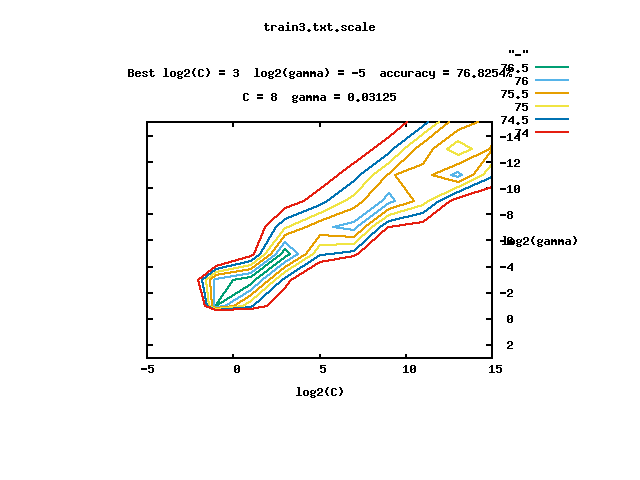 train3.txt.scale
"-"
Best log2(C) = 3 log2(gamma) = -5 accuracy = 76.8254%
C = 8 gamma = 0.03125
76.5
76
75.5
75
74.5
74
-14
-12
-10
-8
-6
-4
-2
0
2
log2(gamma)
-5 0 5 10 15
log2(C)